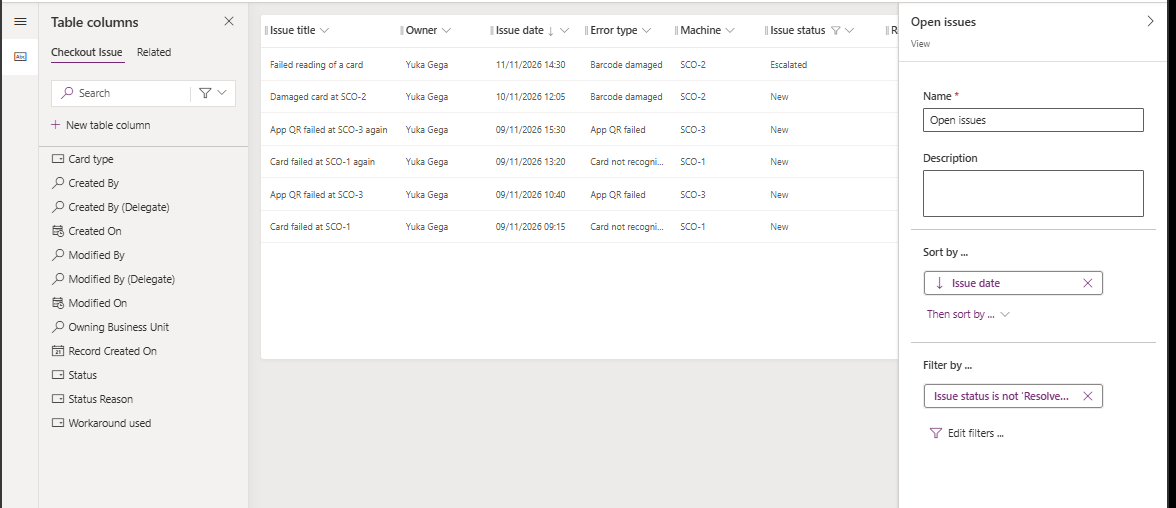 Table columns
Checkout Issue Related
Search
New table column
Card type
Created By
Created By (Delegate)
Created On
Modified By
Modified By (Delegate)
Modified On
Owning Business Unit
Record Created On
Status
Status Reason
Workaround used
Abc
Issue title Owner Issue date Error type Machine Issue status R
Failed reading of a card Yuka Gega 11/11/2026 14:30 Barcode damaged SCO-2 Escalated
Damaged card at SCO-2 Yuka Gega 10/11/2026 12:05 Barcode damaged SCO-2 New
App QR failed at SCO-3 again Yuka Gega 09/11/2026 15:30 App QR failed SCO-3 New
Card failed at SCO-1 again Yuka Gega 09/11/2026 13:20 Card not recogni... SCO-1 New
App QR failed at SCO-3 Yuka Gega 09/11/2026 10:40 App QR failed SCO-3 New
Card failed at SCO-1 Yuka Gega 09/11/2026 09:15 Card not recogni... SCO-1 New
Open issues
View
Name *
Open issues
Description
Sort by ...
Issue date
Then sort by ...
Filter by ...
Issue status is not 'Resolve...
Edit filters ...